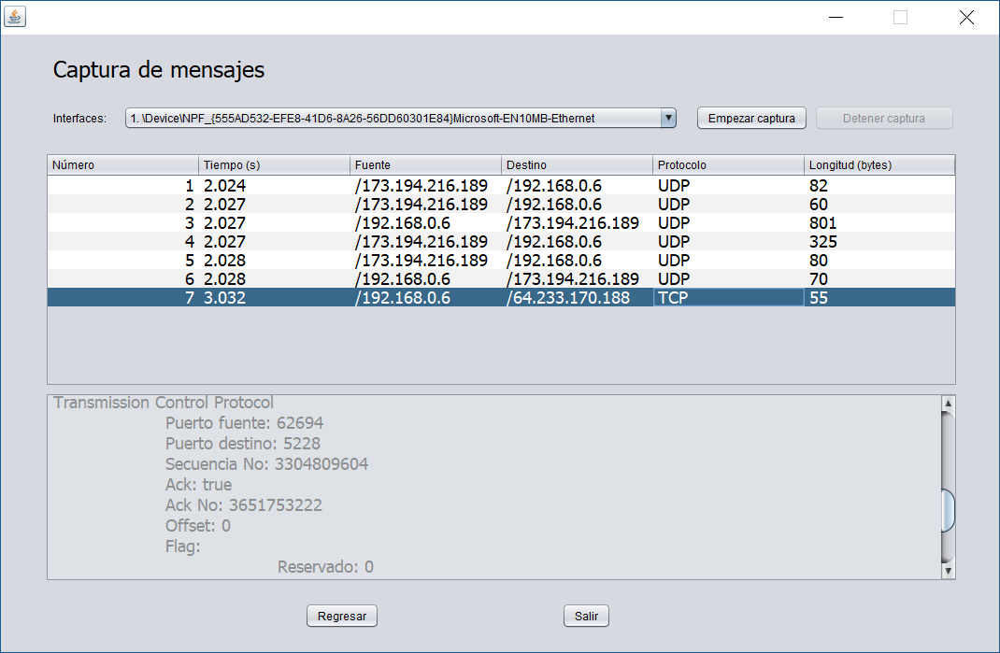 Captura de mensajes
Interfaces: 1. \Device\NPF_{555AD532-EFE8-41D6-8A26-56DD60301E84}Microsoft-EN10MB-Ethernet Empezar captura Detener captura
Número Tiempo (s) Fuente Destino Protocolo Longitud (bytes)
1 2.024 /173.194.216.189 /192.168.0.6 UDP 82
2 2.027 /173.194.216.189 /192.168.0.6 UDP 60
3 2.027 /192.168.0.6 /173.194.216.189 UDP 801
4 2.027 /173.194.216.189 /192.168.0.6 UDP 325
5 2.028 /173.194.216.189 /192.168.0.6 UDP 80
6 2.028 /192.168.0.6 /173.194.216.189 UDP 70
7 3.032 /192.168.0.6 /64.233.170.188 TCP 55
Transmission Control Protocol
Puerto fuente: 62694
Puerto destino: 5228
Secuencia No: 3304809604
Ack: true
Ack No: 3651753222
Offset: 0
Flag:
Reservado: 0
Regresar Salir